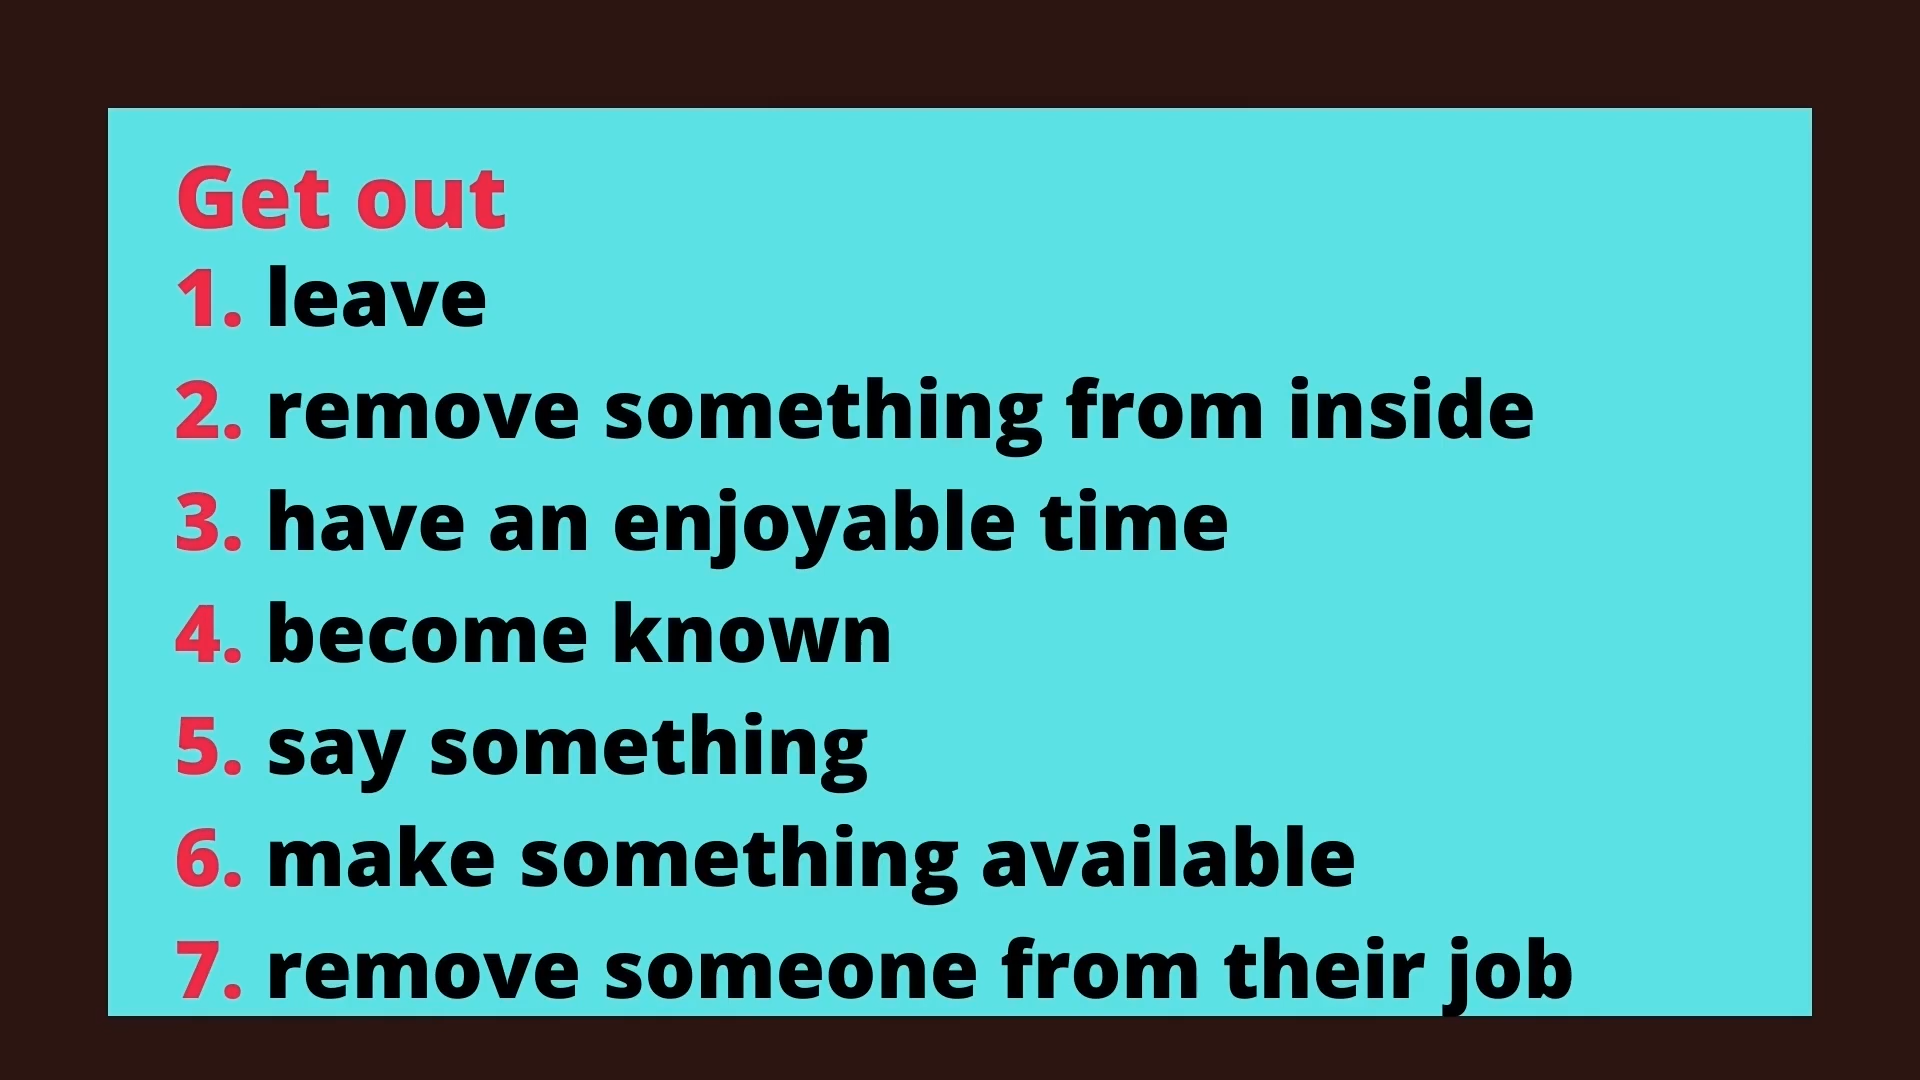 Get out
1. leave
2. remove something from inside
3. have an enjoyable time
4. become known
5. say something
6. make something available
7. remove someone from their job